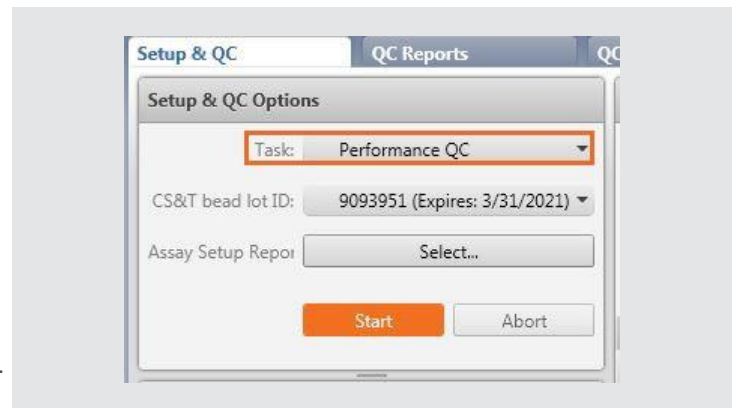 Setup & QC QC Reports QC
Setup & QC Options
Task: Performance QC
CS&T bead lot ID: 9093951 (Expires: 3/31/2021)
Assay Setup Repor Select...
Start Abort